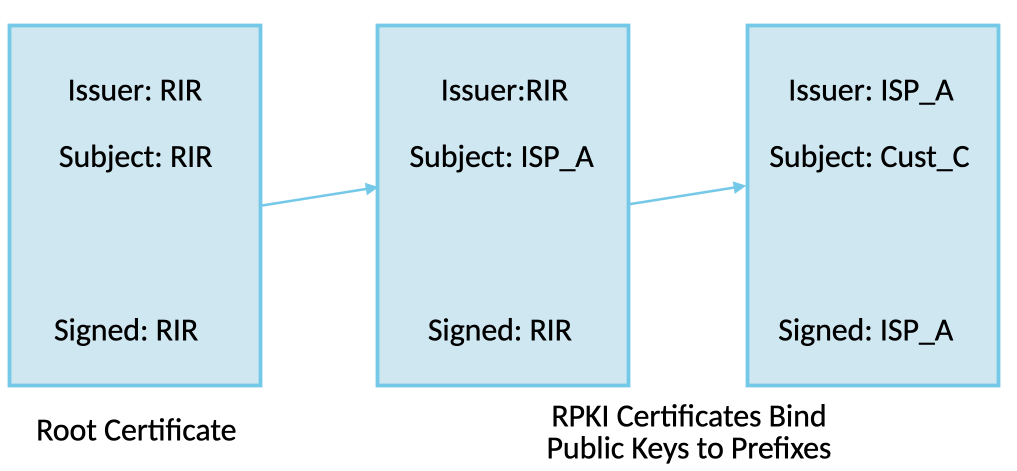 Issuer: RIR
Subject: RIR
Signed: RIR
Root Certificate
Issuer:RIR
Subject: ISP_A
Signed: RIR
Issuer: ISP_A
Subject: Cust_C
Signed: ISP_A
RPKI Certificates Bind
Public Keys to Prefixes